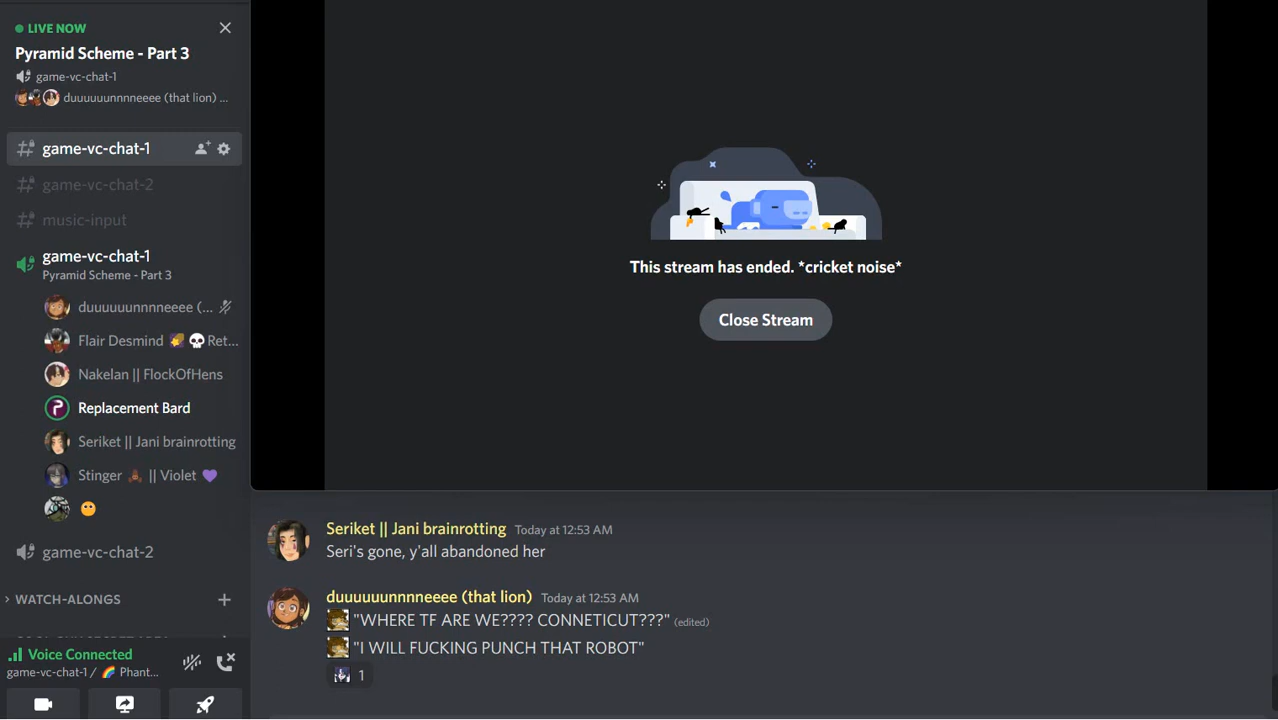 LIVE NOW
Pyramid Scheme - Part 3
game-vc-chat-1
duuuuuunnnneeee (that lion) ...
game-vc-chat-1
game-vc-chat-2
music-input
game-vc-chat-1
Pyramid Scheme - Part 3
duuuuuunnnneeee (...
Flair Desmind 🌠 💀 Ret...
Nakelan || FlockOfHens
Replacement Bard
Seriket || Jani brainrotting
Stinger || Violet 💜
game-vc-chat-2
WATCH-ALONGS
Voice Connected
game-vc-chat-1 / 🌈 Phant...
This stream has ended. *cricket noise*
Close Stream
Seriket || Jani brainrotting Today at 12:53 AM
Seri's gone, y'all abandoned her
duuuuuunnnneeee (that lion) Today at 12:53 AM
"WHERE TF ARE WE???? CONNETICUT???" (edited)
"I WILL FUCKING PUNCH THAT ROBOT"
1